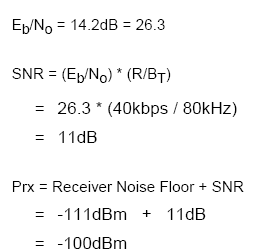 Eb/No = 14.2dB = 26.3
SNR = (Eb/No) * (R/BT)
= 26.3 * (40kbps / 80kHz)
= 11dB
Prx = Receiver Noise Floor + SNR
= -111dBm + 11dB
= -100dBm